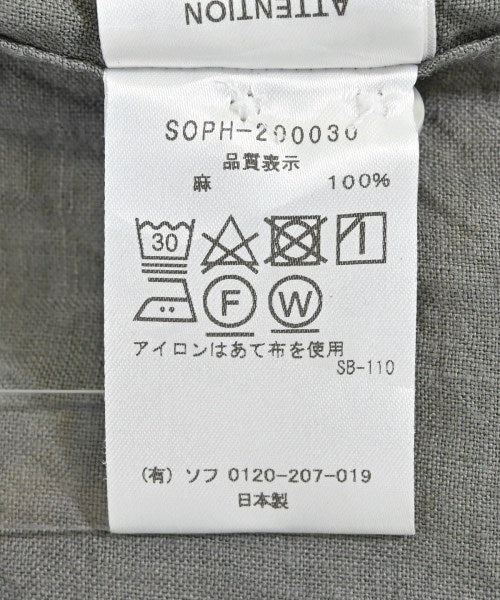 ATTENTION
SOPH-200030
品質表示
麻 100%
30
F W
アイロンはあて布を使用
SB-110
(有) ソフ 0120-207-019
日本製